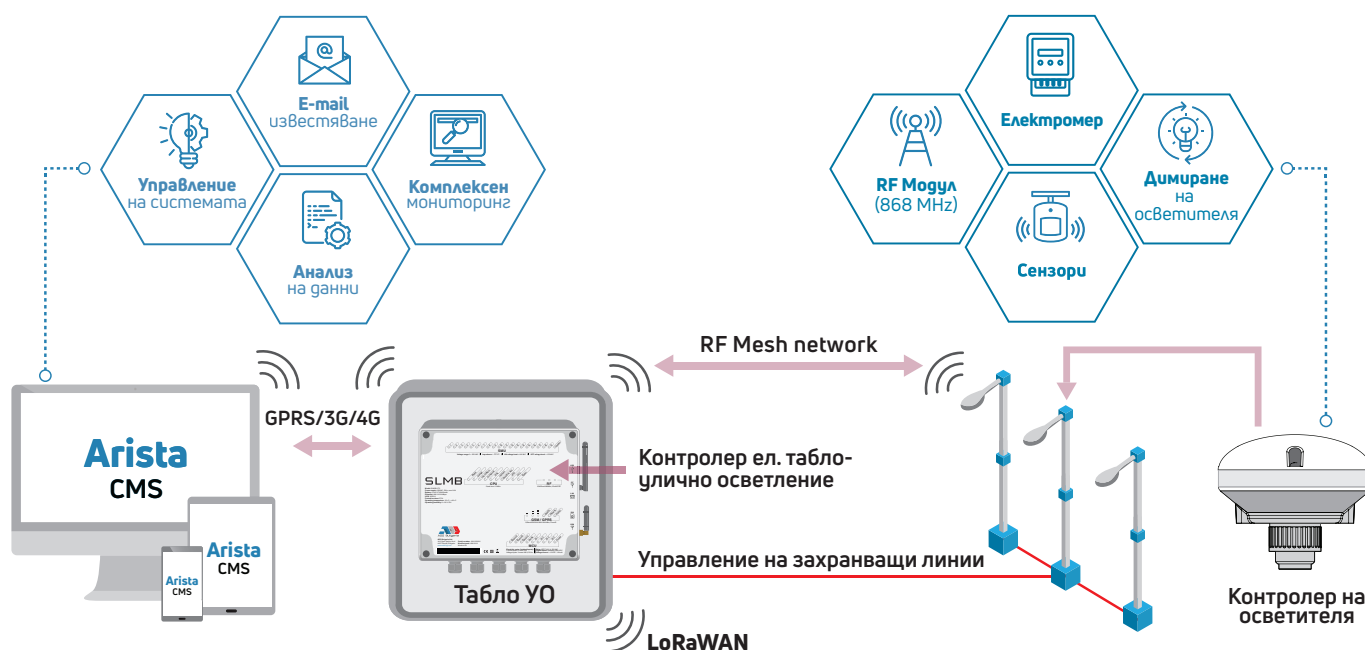 E-mail
известяване
Управление
на системата
Комплексен
мониторинг
Анализ
на данни
Електромер
RF Модул
(868 MHz)
Димиране
на
осветителя
Сензори
RF Mesh network
GPRS/3G/4G
Arista
CMS
Arista
CMS
Arista
CMS
SLMB
Контролер ел. табло-
улично осветление
Управление на захранващи линии
Табло УО
LoRaWAN
Контролер на
осветителя